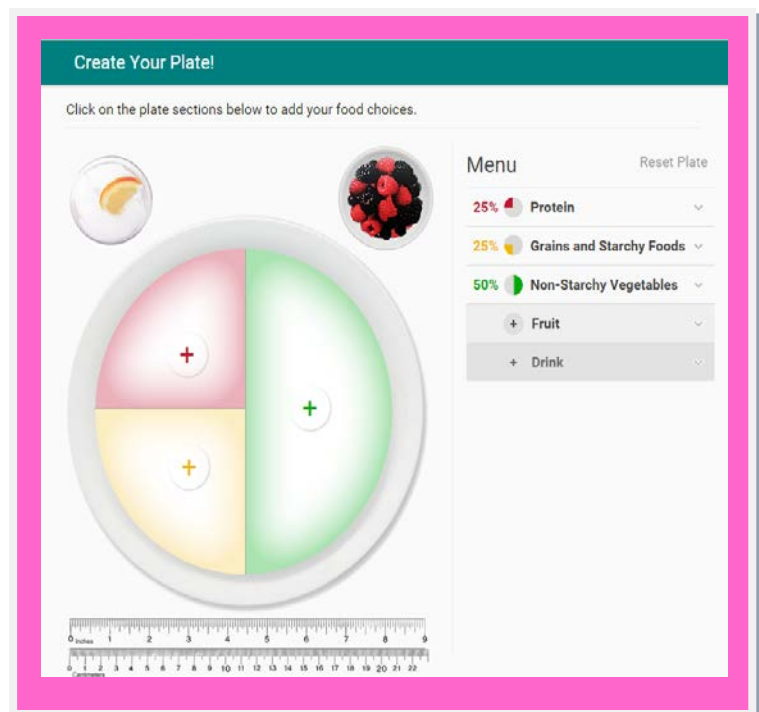 Create Your Plate!
Click on the plate sections below to add your food choices.
Menu Reset Plate
25% Protein
25% Grains and Starchy Foods
50% Non-Starchy Vegetables
+ Fruit
+ Drink
+
+
+
0 Inches 1 2 3 4 5 6 7 8 9
0 1 2 3 4 5 6 7 8 9 10 11 12 13 14 15 16 17 18 19 20 21 22
Centimeters